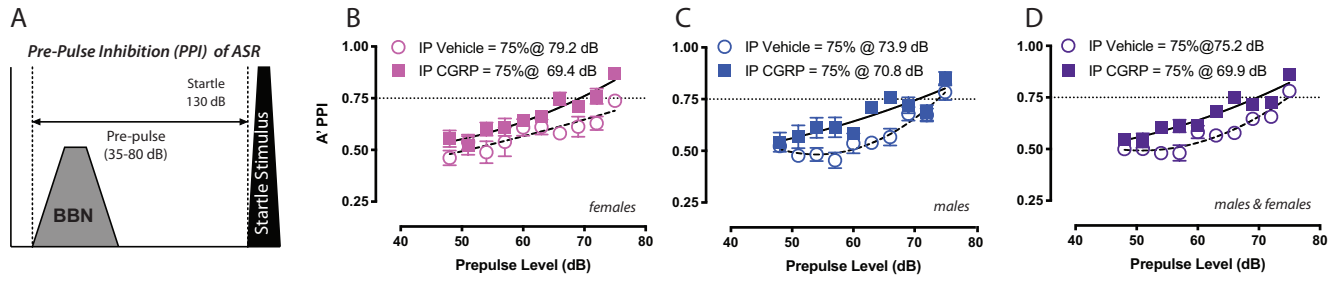 A
Pre-Pulse Inhibition (PPI) of ASR
Startle
130 dB
Pre-pulse
(35-80 dB)
BBN
Startle Stimulus
B
IP Vehicle = 75%@ 79.2 dB
IP CGRP = 75%@ 69.4 dB
1.00
0.75
0.50
0.25
A' PPI
females
40
50
60
70
80
Prepulse Level (dB)
C
IP Vehicle = 75% @ 73.9 dB
IP CGRP = 75% @ 70.8 dB
1.00
0.75
0.50
0.25
males
40
50
60
70
80
Prepulse Level (dB)
D
IP Vehicle = 75%@75.2 dB
IP CGRP = 75% @ 69.9 dB
1.00
0.75
0.50
0.25
males & females
40
50
60
70
80
Prepulse Level (dB)